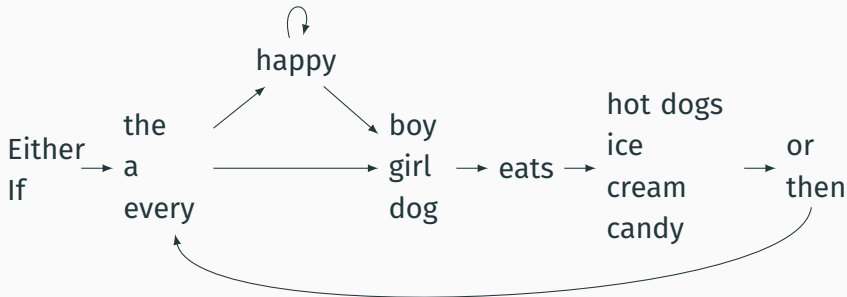 happy
Either
If
the
a
every
boy
girl
dog
eats
hot dogs
ice
cream
candy
or
then